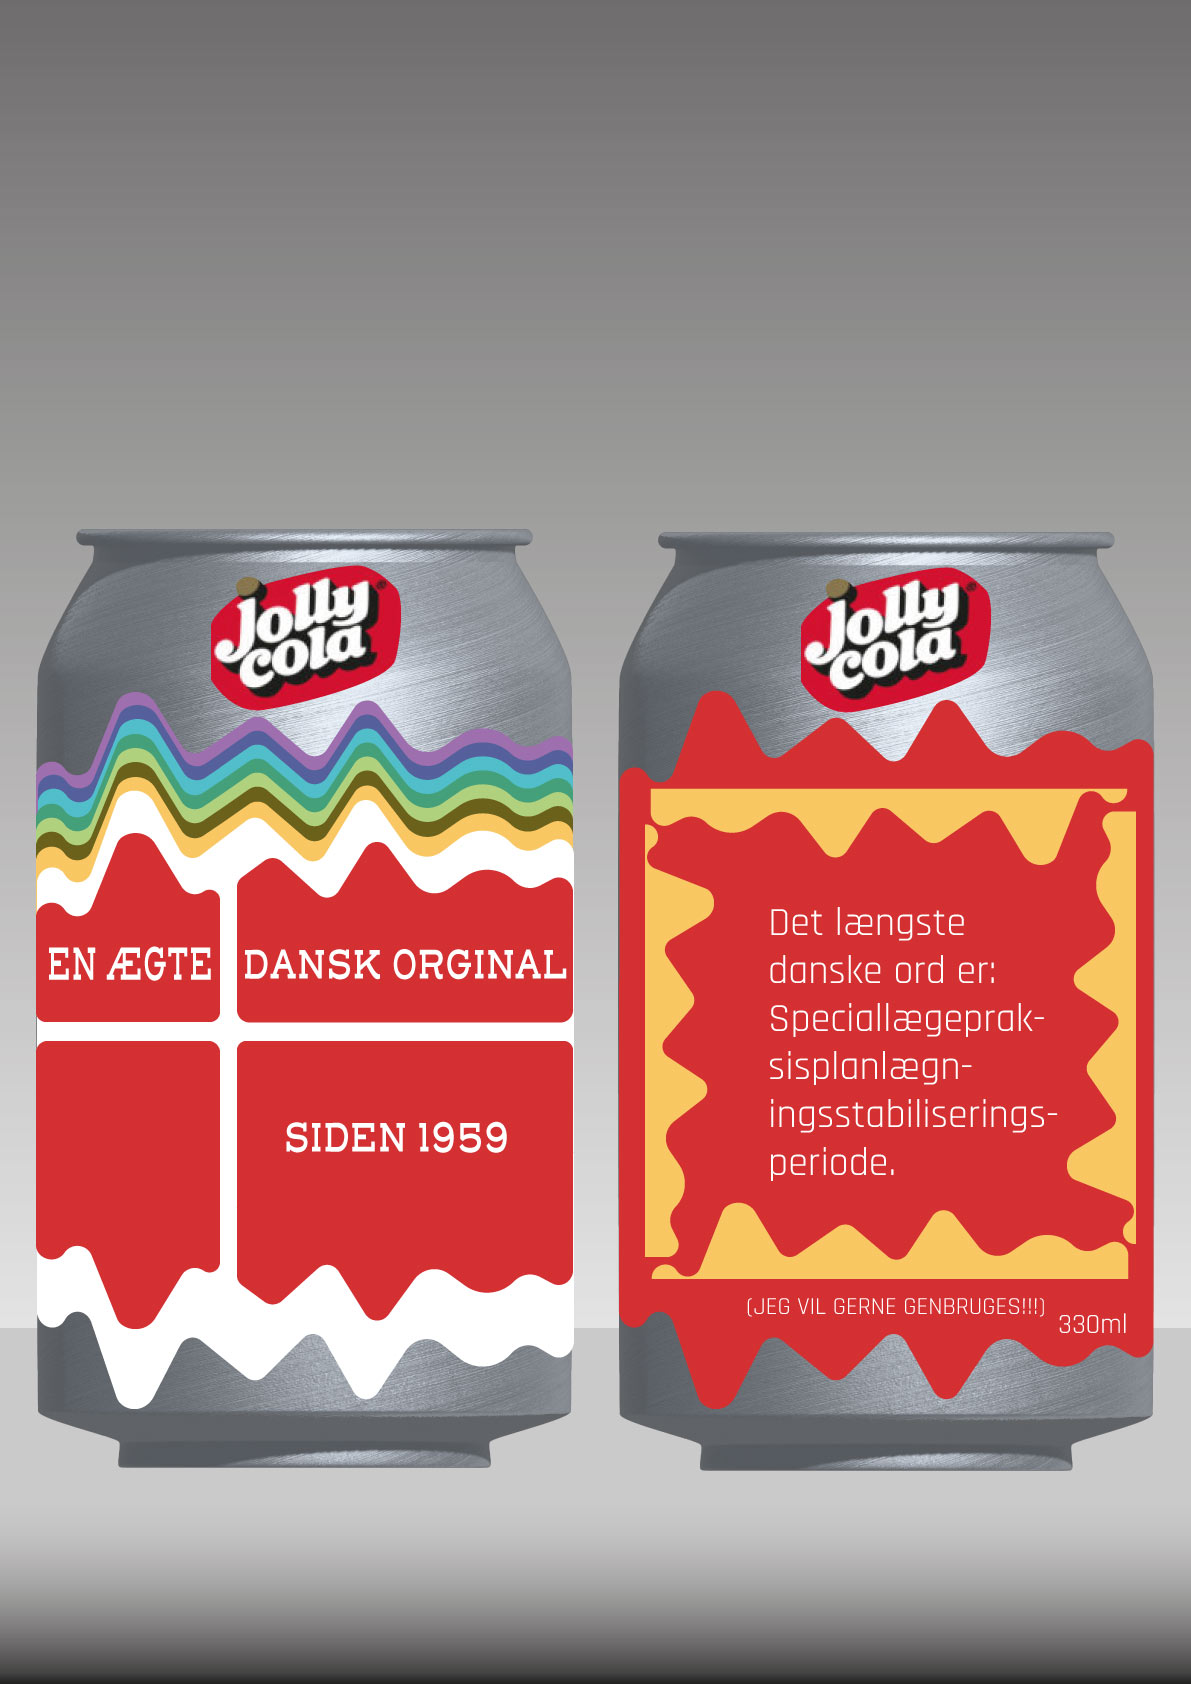 Jolly
cola
®
EN ÆGTE
DANSK ORGINAL
SIDEN 1959
Jolly
cola
®
Det længste
danske ord er:
Speciallægeprak-
sisplanlægn-
ingsstabiliserings-
periode.
(JEG VIL GERNE GENBRUGES!!!)
330ml